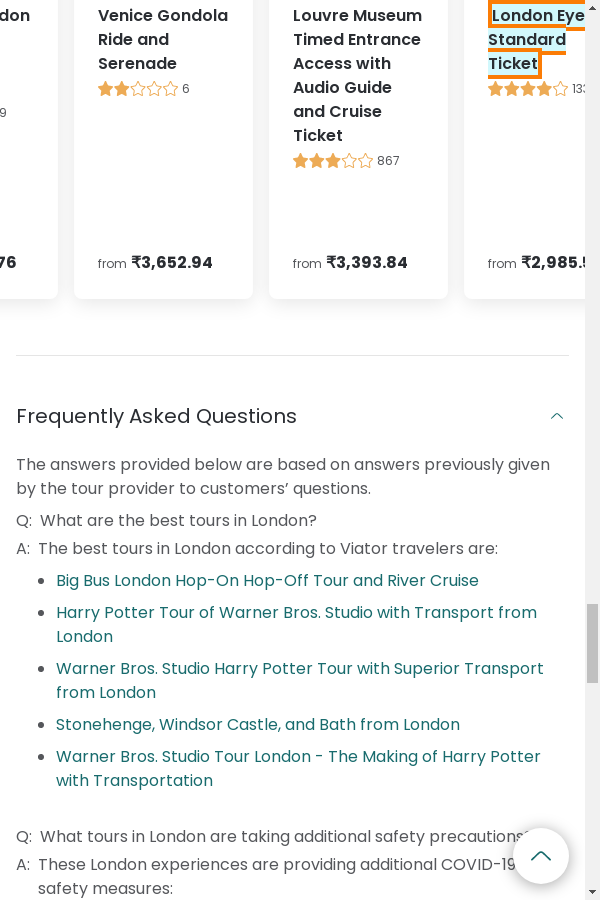 don
Venice Gondola
Ride and
Serenade
6
Louvre Museum
Timed Entrance
Access with
Audio Guide
and Cruise
Ticket
867
London Eye
Standard
Ticket
133
9
76
from ₹3,652.94
from ₹3,393.84
from ₹2,985.5
Frequently Asked Questions
The answers provided below are based on answers previously given
by the tour provider to customers’ questions.
Q: What are the best tours in London?
A: The best tours in London according to Viator travelers are:
Big Bus London Hop-On Hop-Off Tour and River Cruise
Harry Potter Tour of Warner Bros. Studio with Transport from
London
Warner Bros. Studio Harry Potter Tour with Superior Transport
from London
Stonehenge, Windsor Castle, and Bath from London
Warner Bros. Studio Tour London - The Making of Harry Potter
with Transportation
Q: What tours in London are taking additional safety precautions?
A: These London experiences are providing additional COVID-19
safety measures: